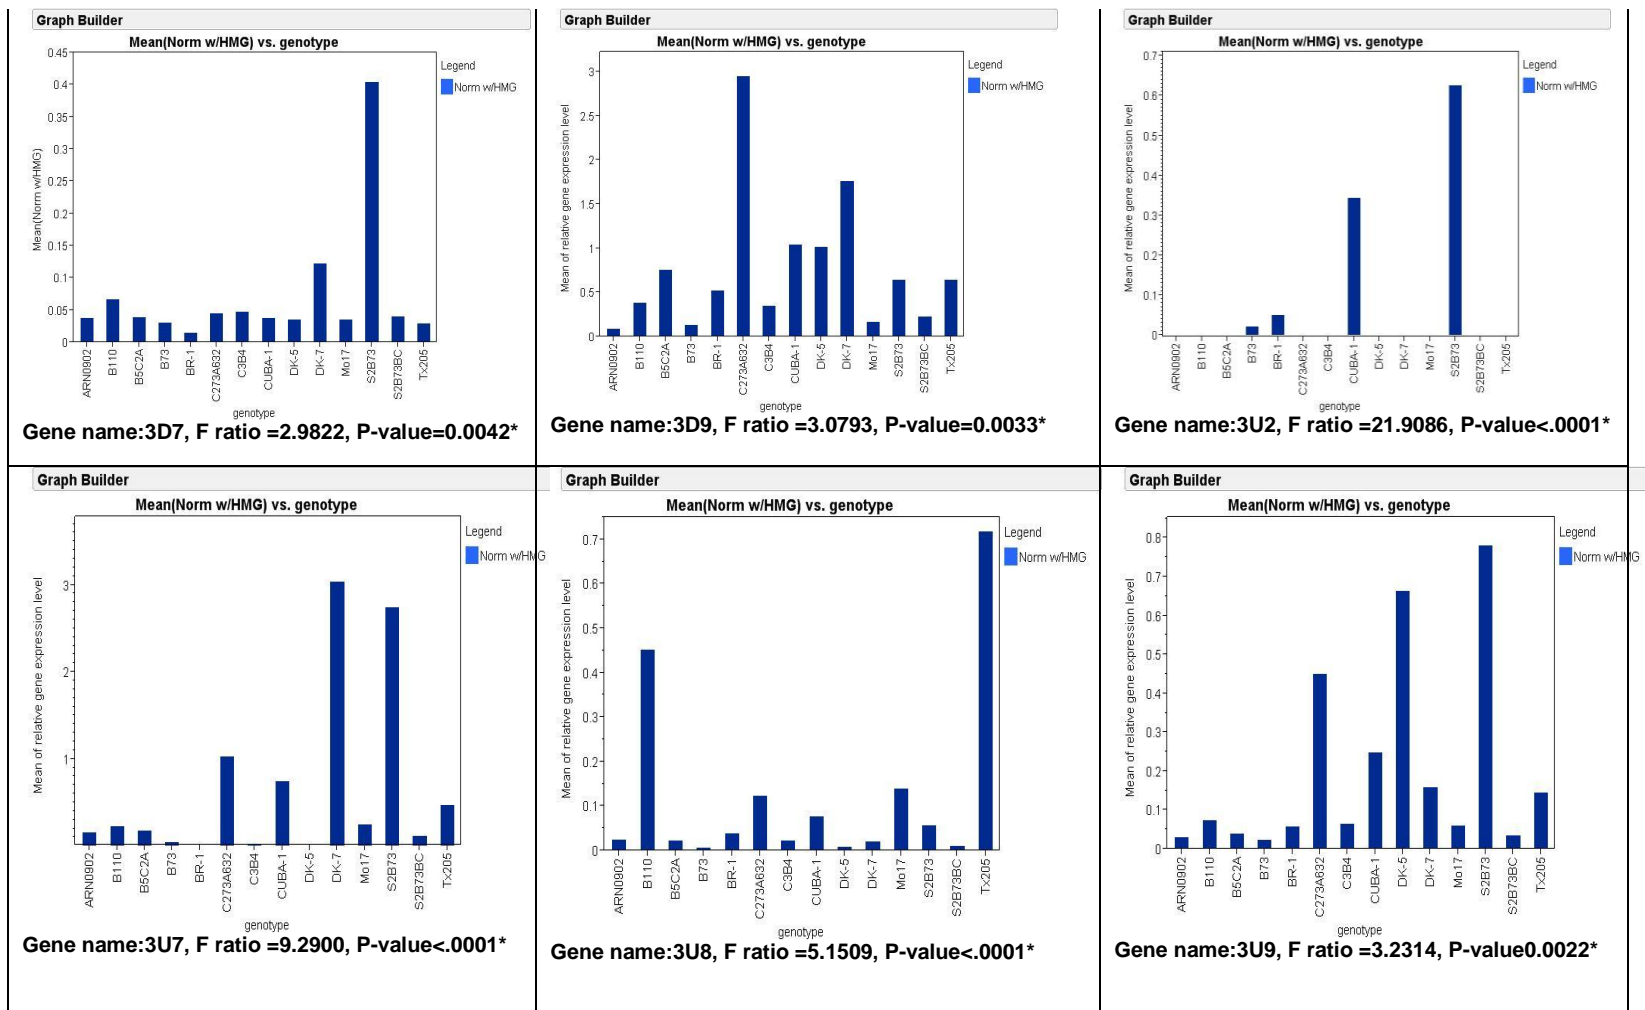 Graph Builder
Mean(Norm w/HMG) vs. genotype
Legend
Norm w/HMG
Mean(Norm w/HMG)
0.45
0.4
0.35
0.3
0.25
0.2
0.15
0.1
0.05
0
ARN0902
B110
B5C2A
B73
BR-1
C273A632
C3B4
CUBA-1
DK-5
DK-7
Mo17
S2B73
S2B73BC
Tx205
genotype
Gene name:3D7, F ratio =2.9822, P-value=0.0042*
Graph Builder
Mean(Norm w/HMG) vs. genotype
Legend
Norm w/HMG
Mean of relative gene expression level
3
2.5
2
1.5
1
0.5
0
ARN0902
B110
B5C2A
B73
BR-1
C273A632
C3B4
CUBA-1
DK-5
DK-7
Mo17
S2B73
S2B73BC
Tx205
genotype
Gene name:3D9, F ratio =3.0793, P-value=0.0033*
Graph Builder
Mean(Norm w/HMG) vs. genotype
Legend
Norm w/HMG
Mean of relative gene expression level
0.7
0.6
0.5
0.4
0.3
0.2
0.1
0
ARN0902
B110
B5C2A
B73
BR-1
C273A632
C3B4
CUBA-1
DK-5
DK-7
Mo17
S2B73
S2B73BC
Tx205
genotype
Gene name:3U2, F ratio =21.9086, P-value<.0001*
Graph Builder
Mean(Norm w/HMG) vs. genotype
Legend
Norm w/HMG
Mean of relative gene expression level
3
2
1
ARN0902
B110
B5C2A
B73
BR-1
C273A632
C3B4
CUBA-1
DK-5
DK-7
Mo17
S2B73
S2B73BC
Tx205
genotype
Gene name:3U7, F ratio =9.2900, P-value<.0001*
Graph Builder
Mean(Norm w/HMG) vs. genotype
Legend
Norm w/HMG
Mean of relative gene expression level
0.7
0.6
0.5
0.4
0.3
0.2
0.1
0
ARN0902
B110
B5C2A
B73
BR-1
C273A632
C3B4
CUBA-1
DK-5
DK-7
Mo17
S2B73
S2B73BC
Tx205
genotype
Gene name:3U8, F ratio =5.1509, P-value<.0001*
Graph Builder
Mean(Norm w/HMG) vs. genotype
Legend
Norm w/HMG
Mean of relative gene expression level
0.8
0.7
0.6
0.5
0.4
0.3
0.2
0.1
0
ARN0902
B110
B5C2A
B73
BR-1
C273A632
C3B4
CUBA-1
DK-5
DK-7
Mo17
S2B73
S2B73BC
Tx205
genotype
Gene name:3U9, F ratio =3.2314, P-value0.0022*